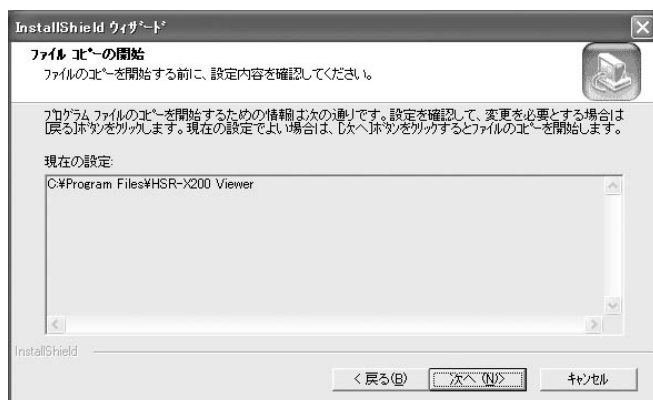 InstallShield ウィザード
ファイル コピーの開始
ファイルのコピーを開始する前に、設定内容を確認してください。
プログラム ファイルのコピーを開始するための情報は次の通りです。設定を確認して、変更を必要とする場合は
[戻る]ボタンをクリックします。現在の設定でよい場合は、[次へ]ボタンをクリックするとファイルのコピーを開始します。
現在の設定:
C:¥Program Files¥HSR-X200 Viewer
InstallShield
< 戻る(B) 次へ (N)> キャンセル